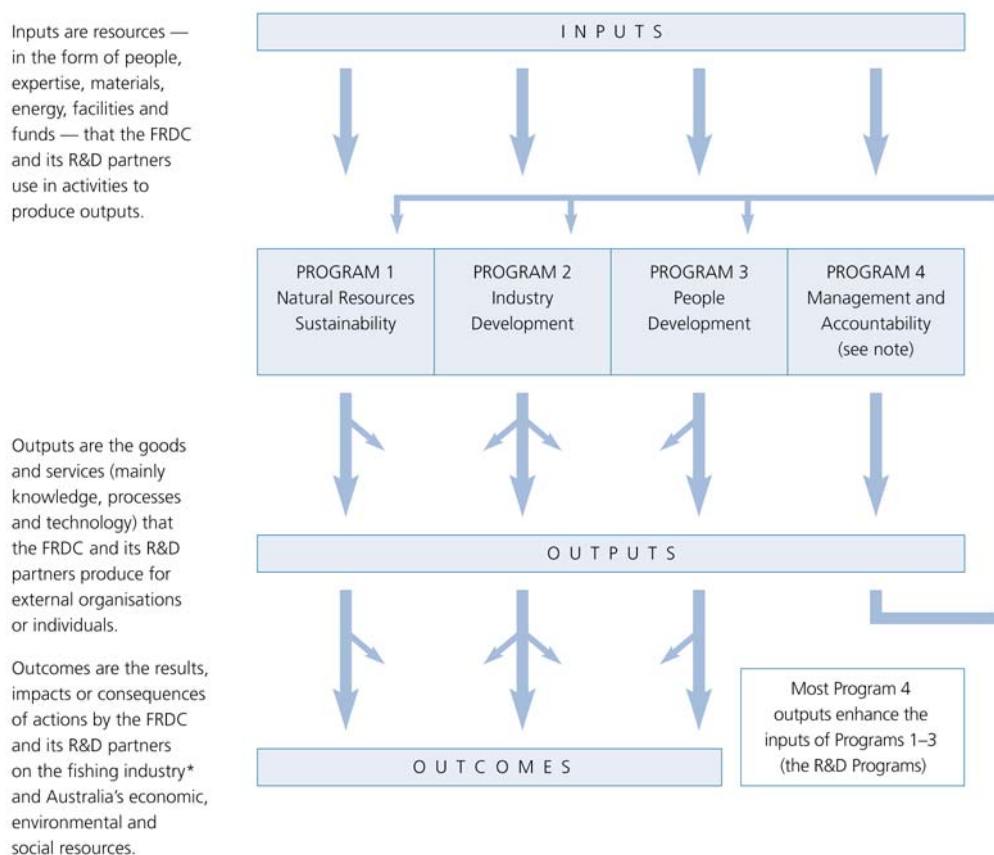 Inputs are resources —
in the form of people,
expertise, materials,
energy, facilities and
funds — that the FRDC
and its R&D partners
use in activities to
produce outputs.
INPUTS
PROGRAM 1
Natural Resources
Sustainability
PROGRAM 2
Industry
Development
PROGRAM 3
People
Development
PROGRAM 4
Management and
Accountability
(see note)
Outputs are the goods
and services (mainly
knowledge, processes
and technology) that
the FRDC and its R&D
partners produce for
external organisations
or individuals.
OUTPUTS
Outcomes are the results,
impacts or consequences
of actions by the FRDC
and its R&D partners
on the fishing industry*
and Australia's economic,
environmental and
social resources.
OUTCOMES
Most Program 4
outputs enhance the
inputs of Programs 1–3
(the R&D Programs)